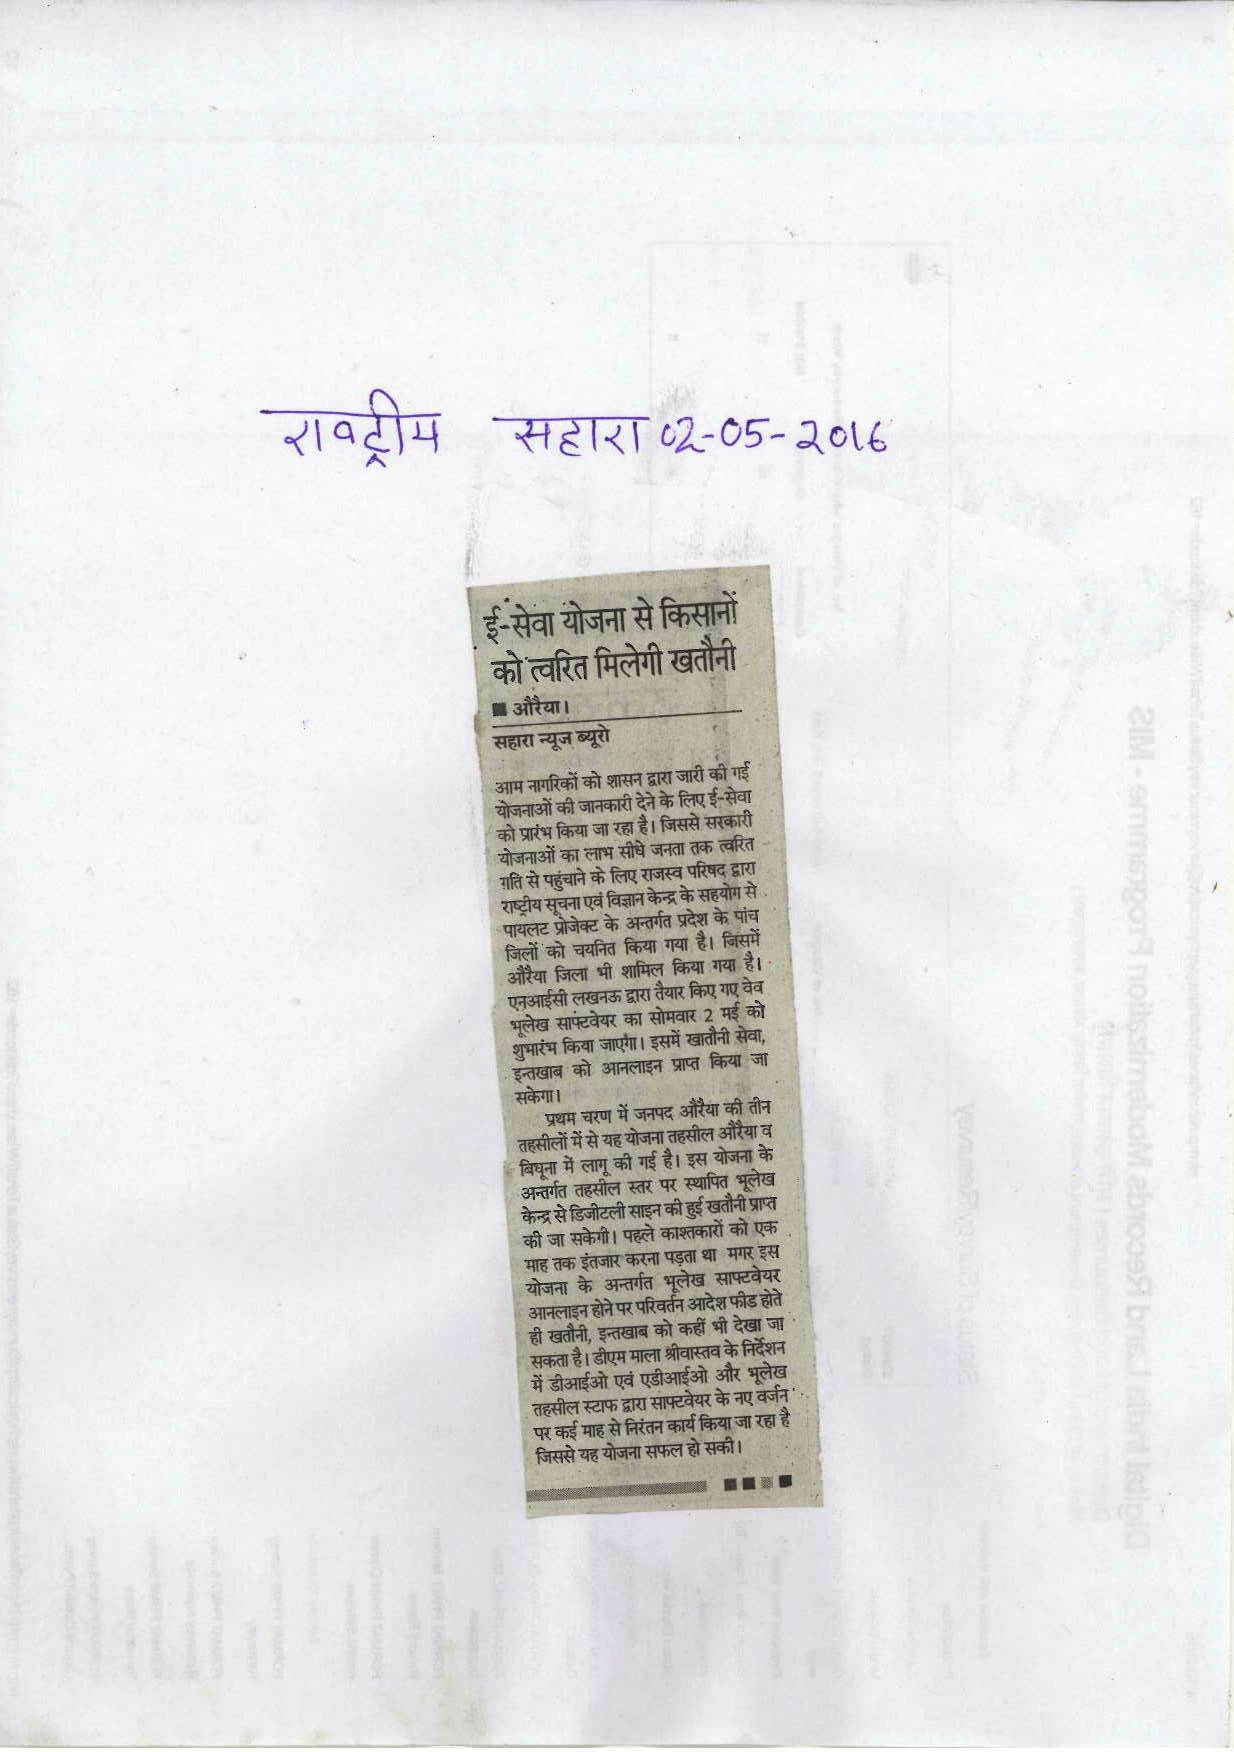 राष्ट्रीय सहारा 02-05-2016
ई-सेवा योजना से किसानों
को त्वरित मिलेगी खतौनी
■ औरैया।
सहारा न्यूज ब्यूरो
आम नागरिकों को शासन द्वारा जारी की गई
योजनाओं की जानकारी देने के लिए ई-सेवा
को प्रारंभ किया जा रहा है। जिससे सरकारी
योजनाओं का लाभ सीधे जनता तक त्वरित
गति से पहुंचाने के लिए राजस्व परिषद द्वारा
राष्ट्रीय सूचना एवं विज्ञान केन्द्र के सहयोग से
पायलट प्रोजेक्ट के अन्तर्गत प्रदेश के पांच
जिलों को चयनित किया गया है। जिसमें
औरैया जिला भी शामिल किया गया है।
एनआईसी लखनऊ द्वारा तैयार किए गए वेव
भूलेख साफ्टवेयर का सोमवार 2 मई को
शुभारंभ किया जाएगा। इसमें खातौनी सेवा,
इन्तखाब को आनलाइन प्राप्त किया जा
सकेगा।
प्रथम चरण में जनपद औरैया की तीन
तहसीलों में से यह योजना तहसील औरैया व
बिघूना में लागू की गई है। इस योजना के
अन्तर्गत तहसील स्तर पर स्थापित भूलेख
केन्द्र से डिजीटली साइन की हुई खतौनी प्राप्त
की जा सकेगी। पहले काश्तकारों को एक
माह तक इंतजार करना पड़ता था मगर इस
योजना के अन्तर्गत भूलेख साफ्टवेयर
आनलाइन होने पर परिवर्तन आदेश फीड होते
ही खतौनी, इन्तखाब को कहीं भी देखा जा
सकता है। डीएम माला श्रीवास्तव के निर्देशन
में डीआईओ एवं एडीआईओ और भूलेख
तहसील स्टाफ द्वारा साफ्टवेयर के नए वर्जन
पर कई माह से निरंतन कार्य किया जा रहा है
जिससे यह योजना सफल हो सकी।